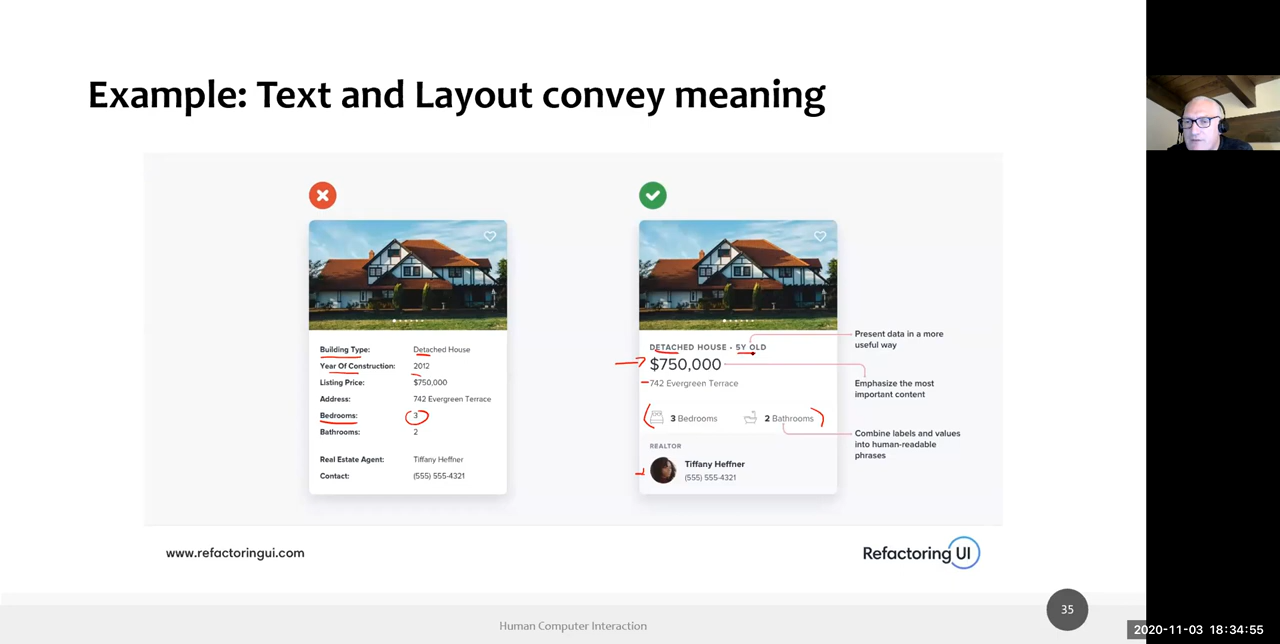 Example: Text and Layout convey meaning
Building Type: Detached House
Year Of Construction: 2012
Listing Price: $750,000
Address: 742 Evergreen Terrace
Bedrooms: 3
Bathrooms: 2
Real Estate Agent: Tiffany Heffner
Contact: (555) 555-4321
DETACHED HOUSE • 5Y OLD
$750,000
742 Evergreen Terrace
3 Bedrooms 2 Bathrooms
REALTOR
Tiffany Heffner
(555) 555-4321
Present data in a more
useful way
Emphasize the most
important content
Combine labels and values
into human-readable
phrases
www.refactoringui.com
Refactoring UI
35
Human Computer Interaction
2020-11-03 18:34:55